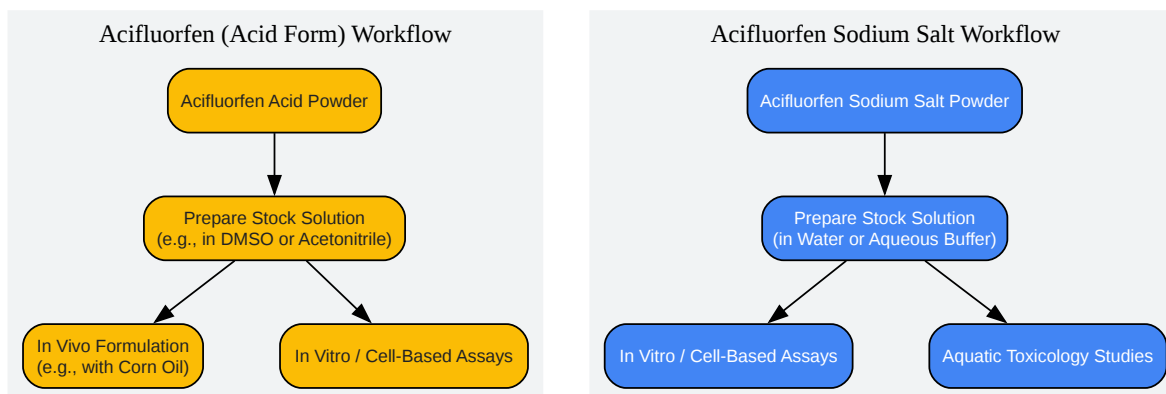 Acifluorfen (Acid Form) Workflow
Acifluorfen Acid Powder
Prepare Stock Solution
(e.g., in DMSO or Acetonitrile)
In Vivo Formulation
(e.g., with Corn Oil)
In Vitro / Cell-Based Assays
Acifluorfen Sodium Salt Workflow
Acifluorfen Sodium Salt Powder
Prepare Stock Solution
(in Water or Aqueous Buffer)
In Vitro / Cell-Based Assays
Aquatic Toxicology Studies